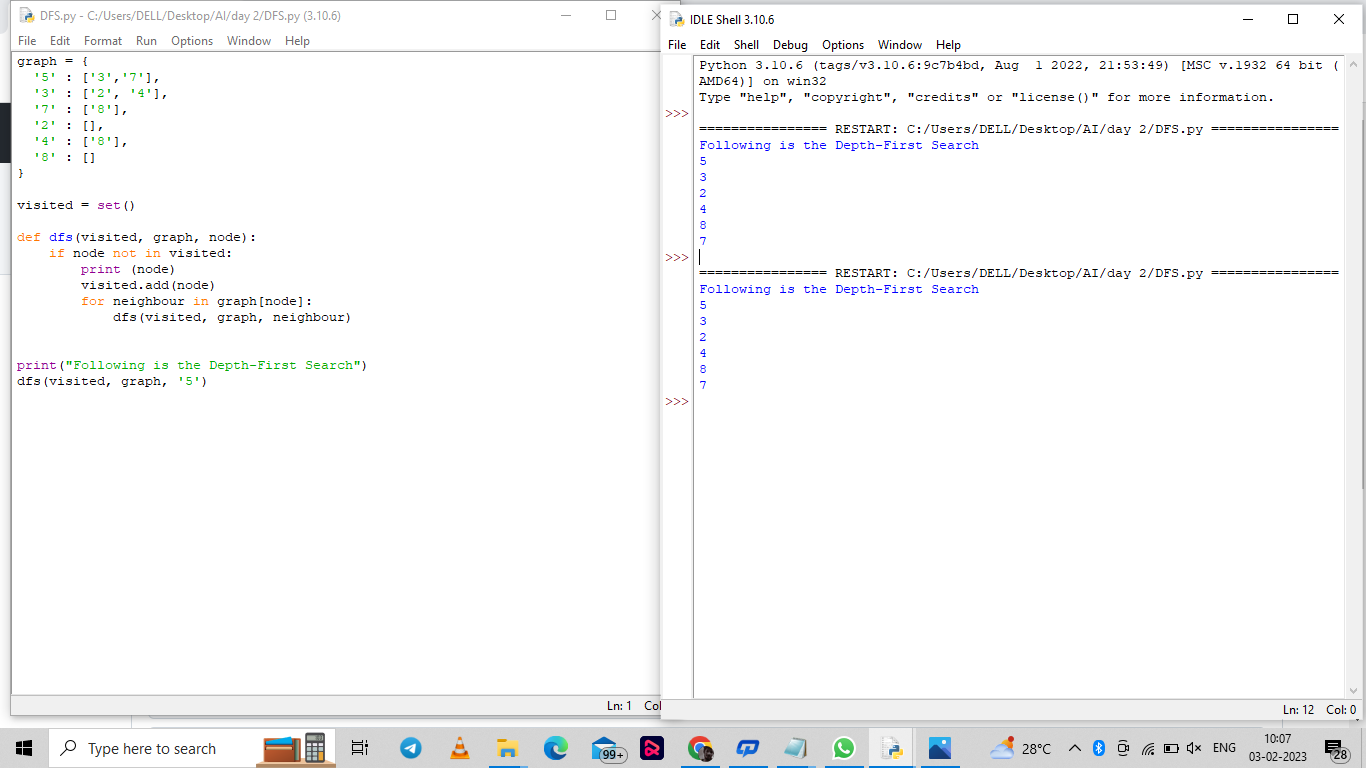 DFS.py - C:/Users/DELL/Desktop/AI/day 2/DFS.py (3.10.6)
File Edit Format Run Options Window Help
graph = {
  '5' : ['3','7'],
  '3' : ['2', '4'],
  '7' : ['8'],
  '2' : [],
  '4' : ['8'],
  '8' : []
}
visited = set()
def dfs(visited, graph, node):
    if node not in visited:
        print (node)
        visited.add(node)
        for neighbour in graph[node]:
            dfs(visited, graph, neighbour)
print("Following is the Depth-First Search")
dfs(visited, graph, '5')
Ln: 1 Col
IDLE Shell 3.10.6
File Edit Shell Debug Options Window Help
Python 3.10.6 (tags/v3.10.6:9c7b4bd, Aug  1 2022, 21:53:49) [MSC v.1932 64 bit (
AMD64)] on win32
Type "help", "copyright", "credits" or "license()" for more information.
>>>
================ RESTART: C:/Users/DELL/Desktop/AI/day 2/DFS.py ================
Following is the Depth-First Search
5
3
2
4
8
7
>>>
================ RESTART: C:/Users/DELL/Desktop/AI/day 2/DFS.py ================
Following is the Depth-First Search
5
3
2
4
8
7
>>>
Ln: 12 Col: 0
Type here to search
99+
28°C
ENG
10:07
03-02-2023
28